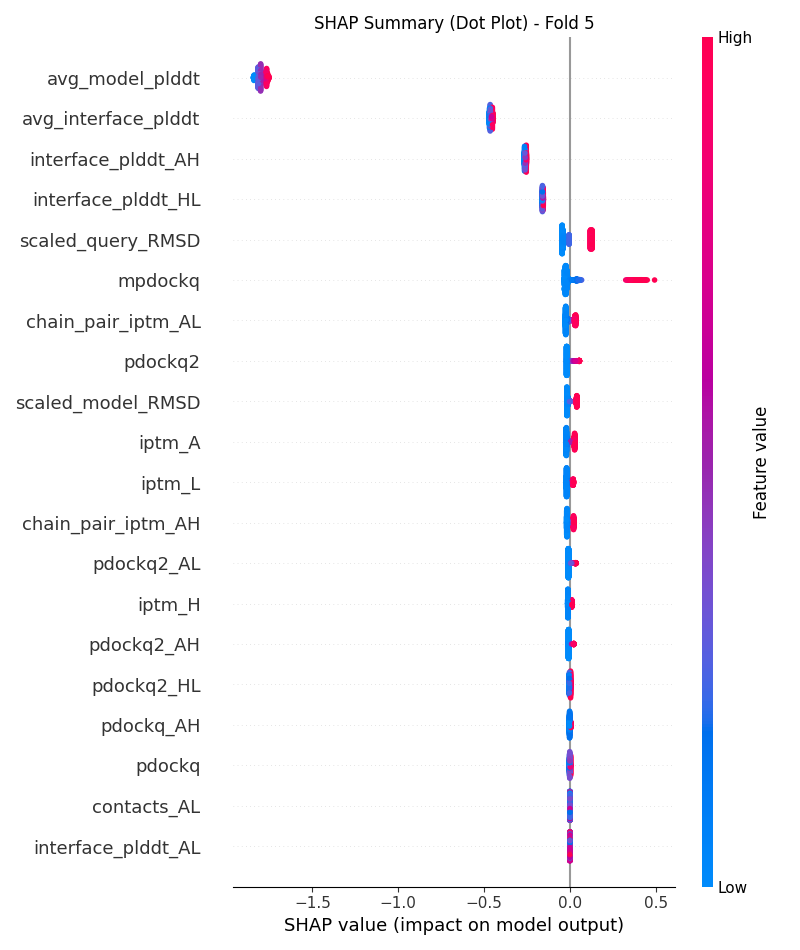 SHAP Summary (Dot Plot) - Fold 5
High
avg_model_plddt
avg_interface_plddt
interface_plddt_AH
interface_plddt_HL
scaled_query_RMSD
mpdockq
chain_pair_iptm_AL
pdockq2
scaled_model_RMSD
iptm_A
iptm_L
chain_pair_iptm_AH
pdockq2_AL
iptm_H
pdockq2_AH
pdockq2_HL
pdockq_AH
pdockq
contacts_AL
interface_plddt_AL
Feature value
Low
−1.5 −1.0 −0.5 0.0 0.5
SHAP value (impact on model output)